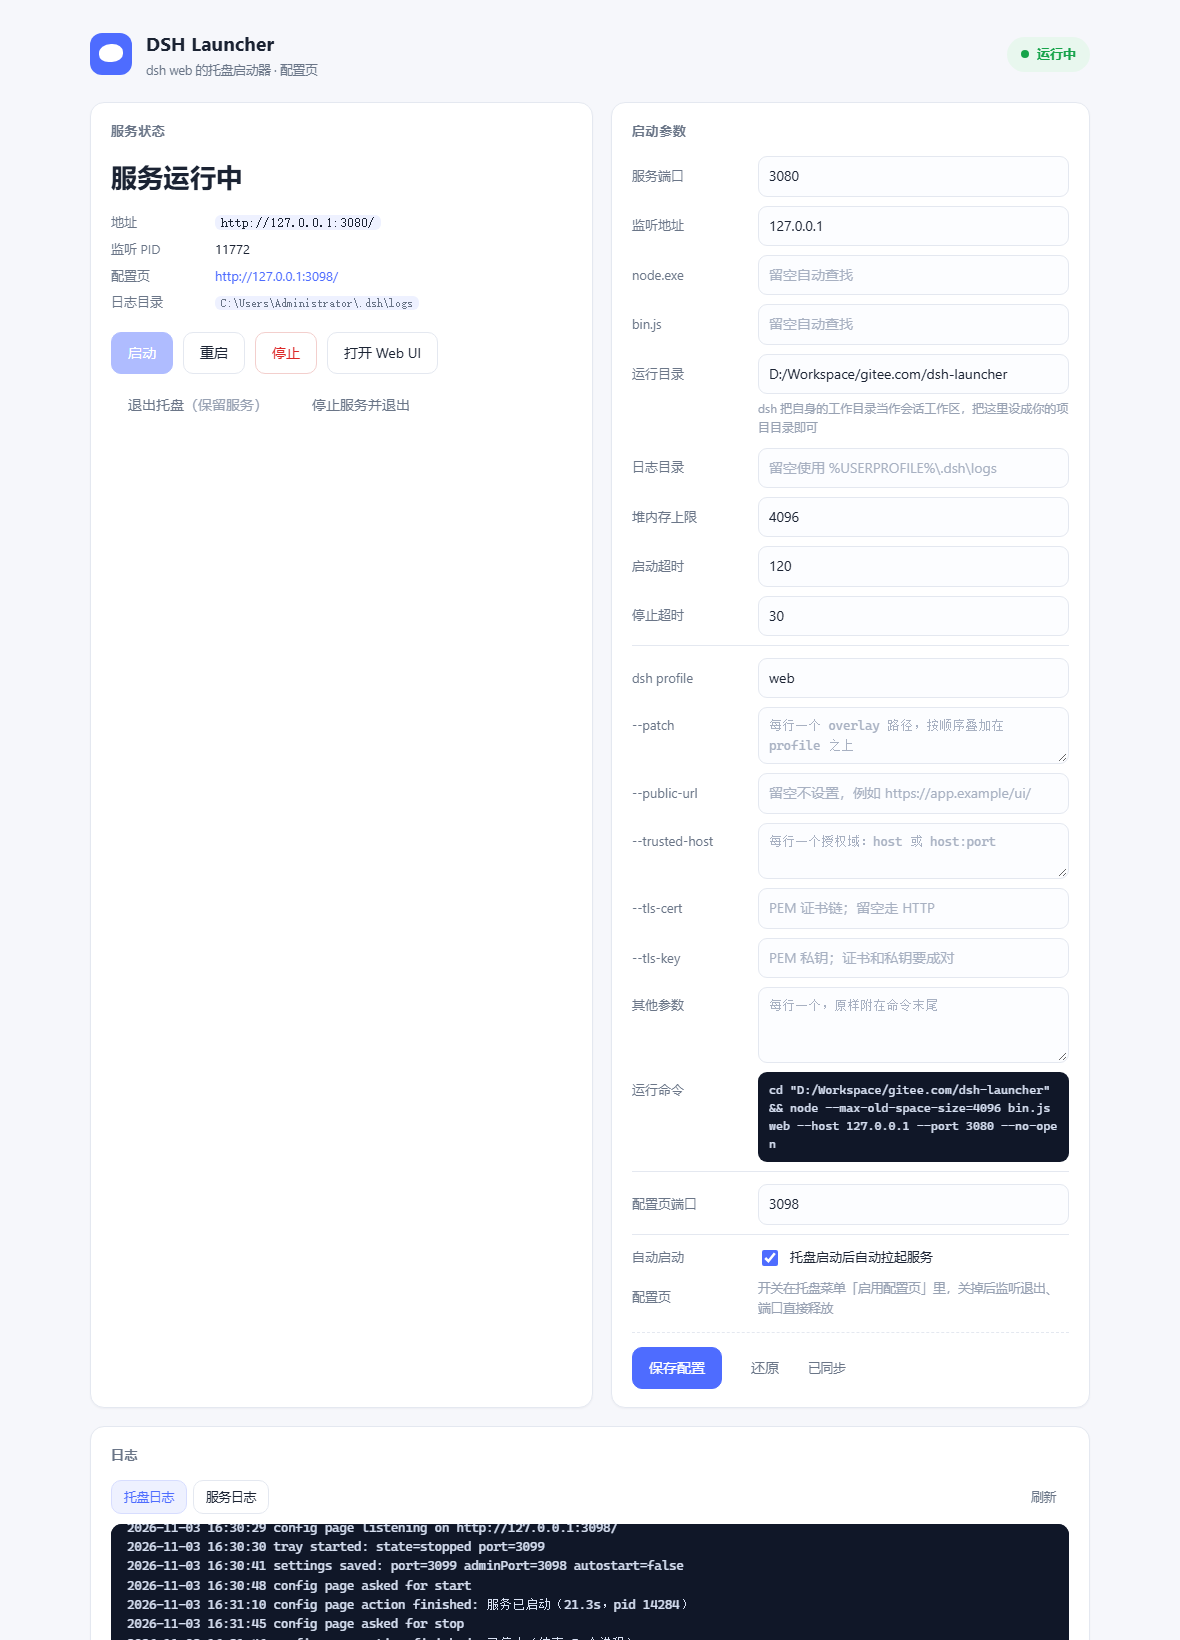 DSH Launcher
dsh web 的托盘启动器 · 配置页
运行中
服务状态
服务运行中
地址 http://127.0.0.1:3080/
监听 PID 11772
配置页 http://127.0.0.1:3098/
日志目录 C:\Users\Administrator\.dsh\logs
启动 重启 停止 打开 Web UI
退出托盘（保留服务） 停止服务并退出
启动参数
服务端口 3080
监听地址 127.0.0.1
node.exe 留空自动查找
bin.js 留空自动查找
运行目录 D:/Workspace/gitee.com/dsh-launcher
dsh 把自身的工作目录当作会话工作区，把这里设成你的项
目目录即可
日志目录 留空使用 %USERPROFILE%\.dsh\logs
堆内存上限 4096
启动超时 120
停止超时 30
dsh profile web
--patch 每行一个 overlay 路径，按顺序叠加在
profile 之上
--public-url 留空不设置，例如 https://app.example/ui/
--trusted-host 每行一个授权域：host 或 host:port
--tls-cert PEM 证书链；留空走 HTTP
--tls-key PEM 私钥；证书和私钥要成对
其他参数 每行一个，原样附在命令末尾
运行命令 cd "D:/Workspace/gitee.com/dsh-launcher"
&& node --max-old-space-size=4096 bin.js
web --host 127.0.0.1 --port 3080 --no-ope
n
配置页端口 3098
自动启动 托盘启动后自动拉起服务
配置页 开关在托盘菜单「启用配置页」里，关掉后监听退出、
端口直接释放
保存配置 还原 已同步
日志
托盘日志 服务日志 刷新
2026-11-03 16:30:29 config page listening on http://127.0.0.1:3098/
2026-11-03 16:30:30 tray started: state=stopped port=3099
2026-11-03 16:30:41 settings saved: port=3099 adminPort=3098 autostart=false
2026-11-03 16:30:48 config page asked for start
2026-11-03 16:31:10 config page action finished: 服务已启动（21.3s，pid 14284）
2026-11-03 16:31:45 config page asked for stop